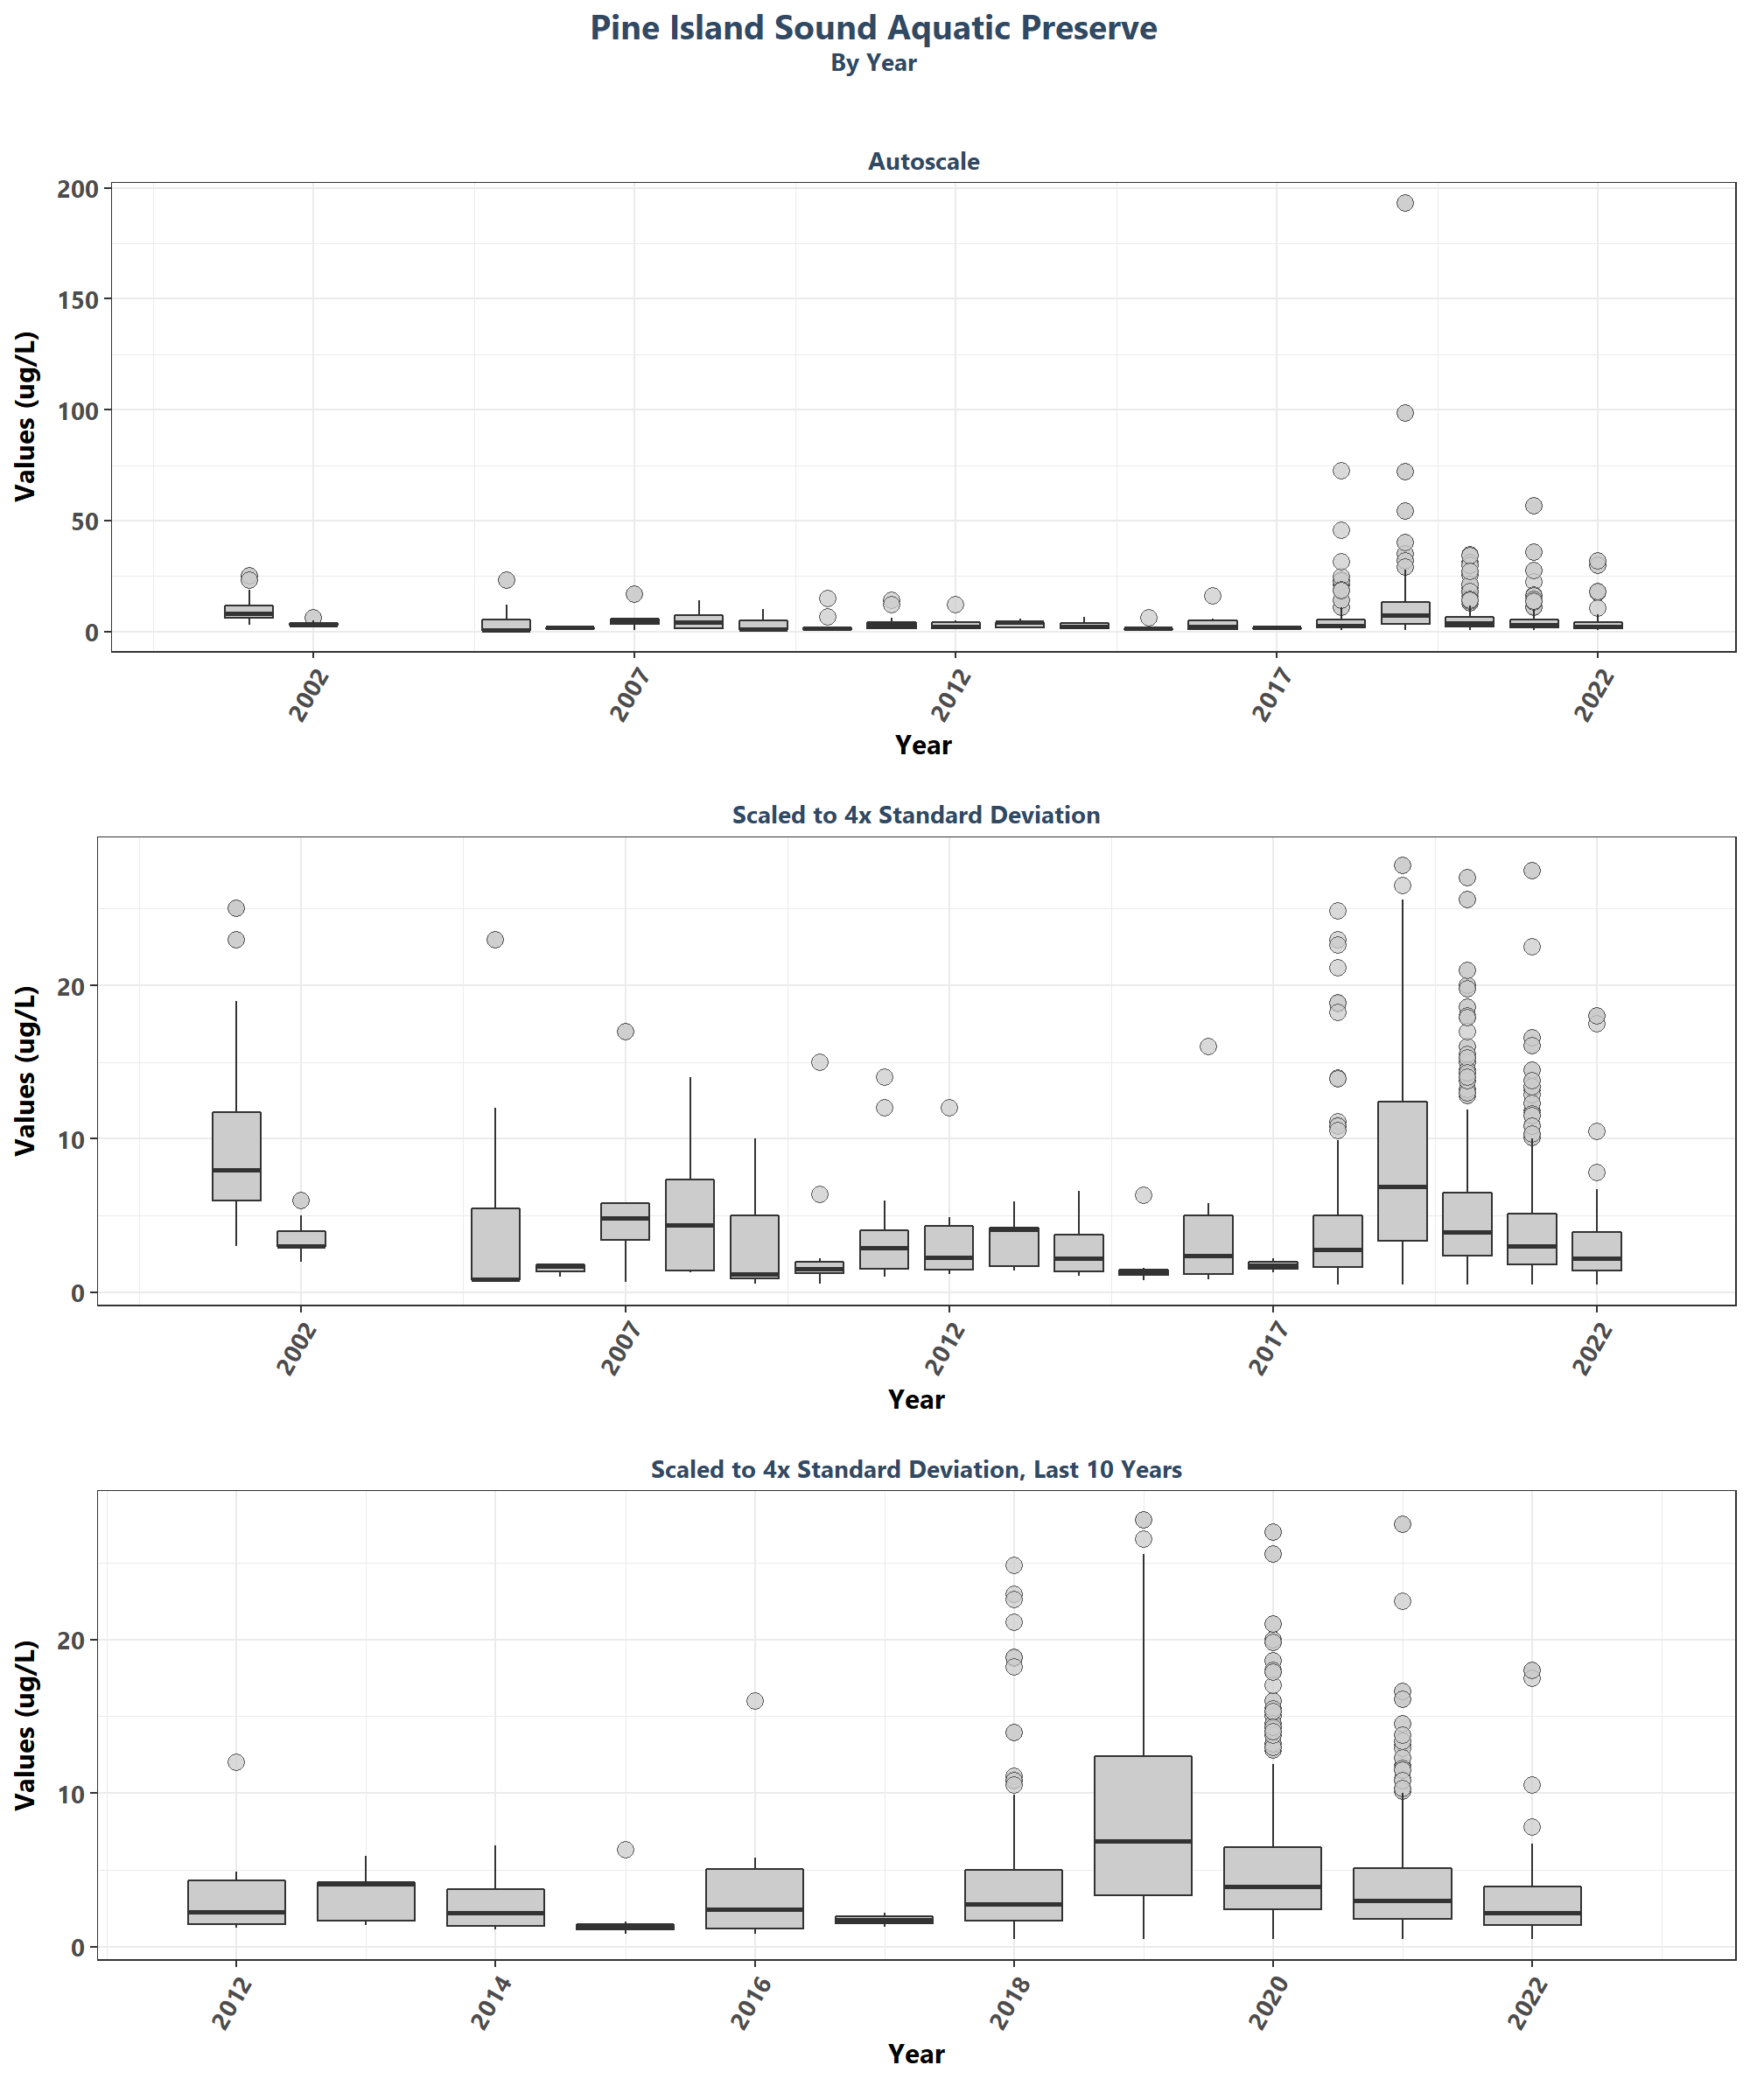 Pine Island Sound Aquatic Preserve
By Year
Autoscale
Values (ug/L)
200
150
100
50
0
2002
2007
2012
2017
2022
Year
Scaled to 4x Standard Deviation
Values (ug/L)
20
10
0
2002
2007
2012
2017
2022
Year
Scaled to 4x Standard Deviation, Last 10 Years
Values (ug/L)
20
10
0
2012
2014
2016
2018
2020
2022
Year